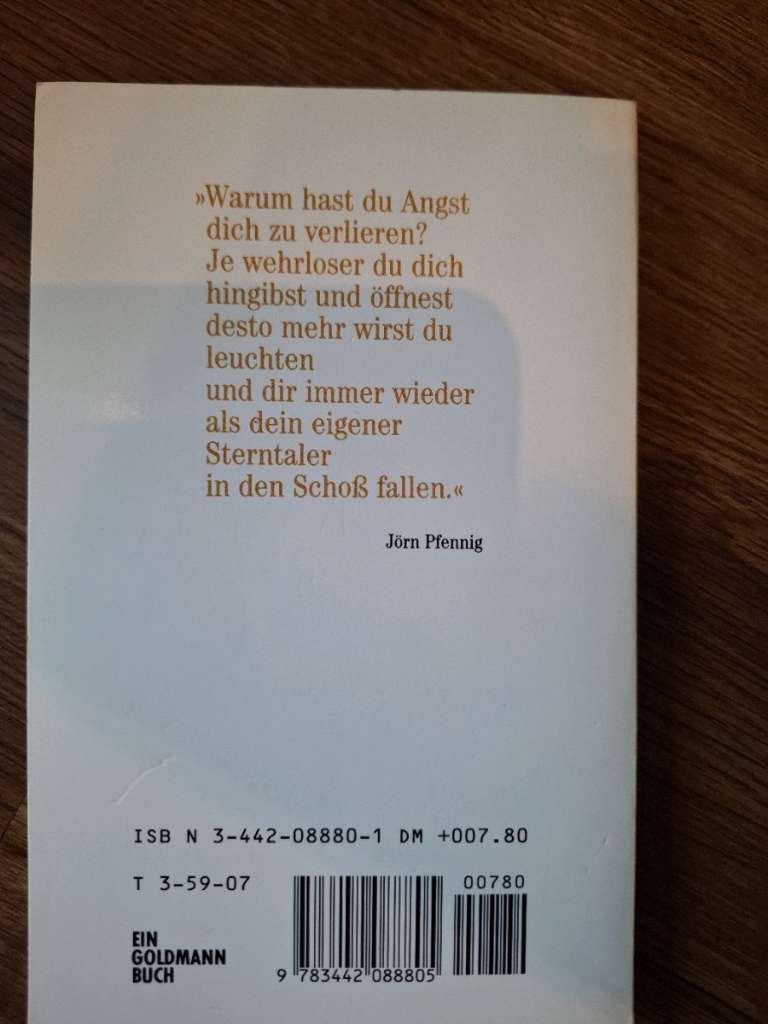 »Warum hast du Angst
dich zu verlieren?
Je wehrloser du dich
hingibst und öffnest
desto mehr wirst du
leuchten
und dir immer wieder
als dein eigener
Sterntaler
in den Schoß fallen.«
Jörn Pfennig
ISB N 3-442-08880-1 DM +007.80
T 3-59-07
00780
EIN
GOLDMANN
BUCH
9 783442 088805